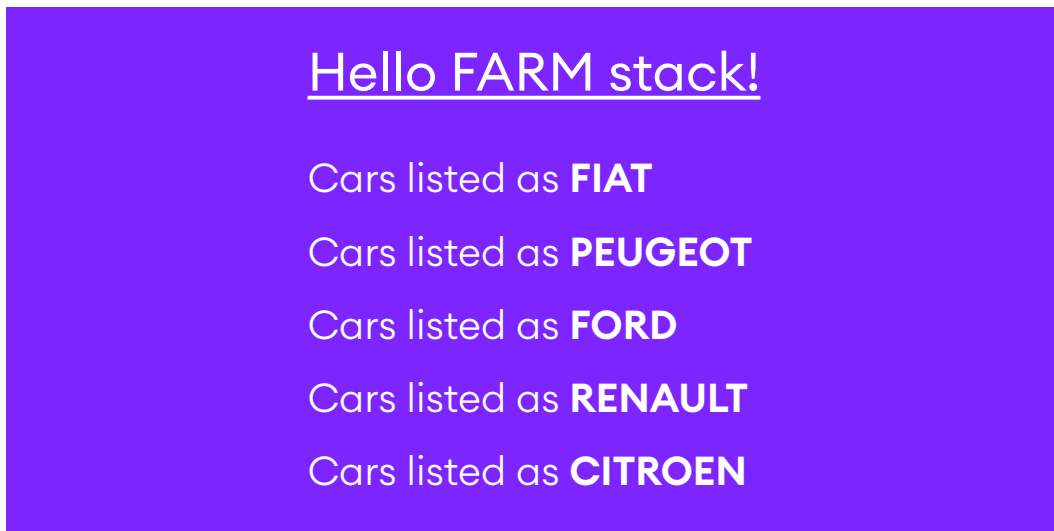 Hello FARM stack!
Cars listed as FIAT
Cars listed as PEUGEOT
Cars listed as FORD
Cars listed as RENAULT
Cars listed as CITROEN